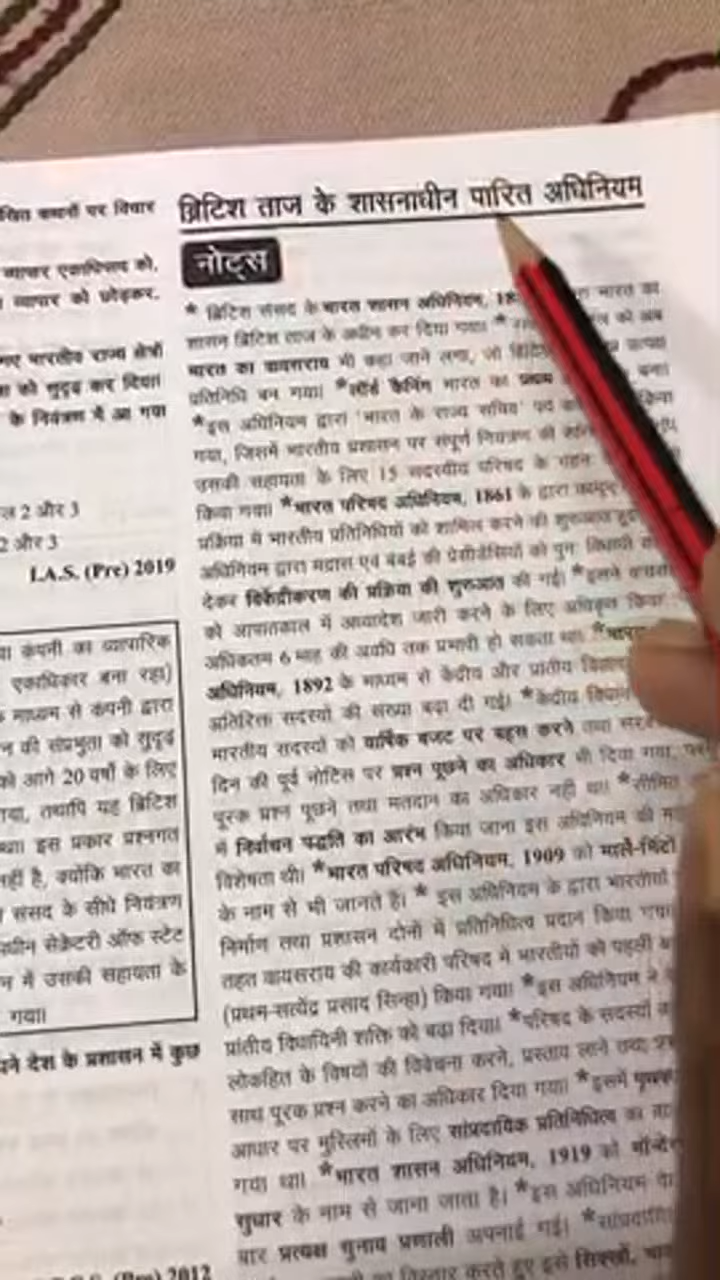 चित कथनों पर विचार
व्यापार एकाधिपत्य को,
व्यापार को छोड़कर,
गए भारतीय राज्य क्षेत्रों
को सुदृढ़ कर दिया।
के नियंत्रण में आ गया
2 और 3
2 और 3
I.A.S. (Pre) 2019
कंपनी का व्यापारिक
एकाधिकार बना रहा)
माध्यम से कंपनी द्वारा
की संप्रभुता को सुदृढ़
को आगे 20 वर्षों के लिए
तथापि यह ब्रिटिश
था। इस प्रकार प्रश्नगत
नहीं है, क्योंकि भारत का
संसद के सीधे नियंत्रण
धीन सेक्रेटरी ऑफ स्टेट
में उसकी सहायता के
गया।
पने देश के प्रशासन में कुछ
(Pre) 2012
ब्रिटिश ताज के शासनाधीन पारित अधिनियम
नोट्स
* ब्रिटिश संसद के भारत शासन अधिनियम, 18 भारत का
शासन ब्रिटिश ताज के अधीन कर दिया गया। * को अब
भारत का वायसराय भी कहा जाने लगा, जो
प्रतिनिधि बन गया। *लॉर्ड कैनिंग भारत का प्रथम बना।
*इस अधिनियम द्वारा 'भारत के राज्य सचिव' पद किया
गया, जिसमें भारतीय प्रशासन पर संपूर्ण नियंत्रण की
उसकी सहायता के लिए 15 सदस्यीय परिषद के गठन
किया गया। *भारत परिषद अधिनियम, 1861 के द्वारा कानून
प्रक्रिया में भारतीय प्रतिनिधियों को शामिल करने की शुरुआत हुई
अधिनियम द्वारा मद्रास एवं बंबई की प्रेसीडेंसियों को पुनः विधायी
देकर विकेंद्रीकरण की प्रक्रिया की शुरुआत की गई। *इसने
को आपातकाल में अध्यादेश जारी करने के लिए अधिकृत किया
अधिकतम 6 माह की अवधि तक प्रभावी हो सकता था। *भारत
अधिनियम, 1892 के माध्यम से केंद्रीय और प्रांतीय
अतिरिक्त सदस्यों की संख्या बढ़ा दी गई। *केंद्रीय
भारतीय सदस्यों को वार्षिक बजट पर बहस करने तथा
दिन की पूर्व नोटिस पर प्रश्न पूछने का अधिकार भी दिया गया,
पूरक प्रश्न पूछने तथा मतदान का अधिकार नहीं था। *सीमित
में निर्वाचन पद्धति का आरंभ किया जाना इस अधिनियम की
विशेषता थी। *भारत परिषद अधिनियम, 1909 को मार्ले-मिंटो
के नाम से भी जानते हैं। * इस अधिनियम के द्वारा भारतीयों
निर्माण तथा प्रशासन दोनों में प्रतिनिधित्व प्रदान किया गया
तहत वायसराय की कार्यकारी परिषद में भारतीयों को पहली
(प्रथम-सत्येंद्र प्रसाद सिन्हा) किया गया। *इस अधिनियम ने
प्रांतीय विधायिनी शक्ति को बढ़ा दिया। *परिषद के सदस्यों
लोकहित के विषयों की विवेचना करने, प्रस्ताव लाने तथा
साथ पूरक प्रश्न करने का अधिकार दिया गया। *इसमें
आधार पर मुस्लिमों के लिए सांप्रदायिक प्रतिनिधित्व का
गया था। *भारत शासन अधिनियम, 1919 को
सुधार के नाम से जाना जाता है। *इस अधिनियम
बार प्रत्यक्ष चुनाव प्रणाली अपनाई गई।
विस्तार करते हुए इसे सिक्खों,